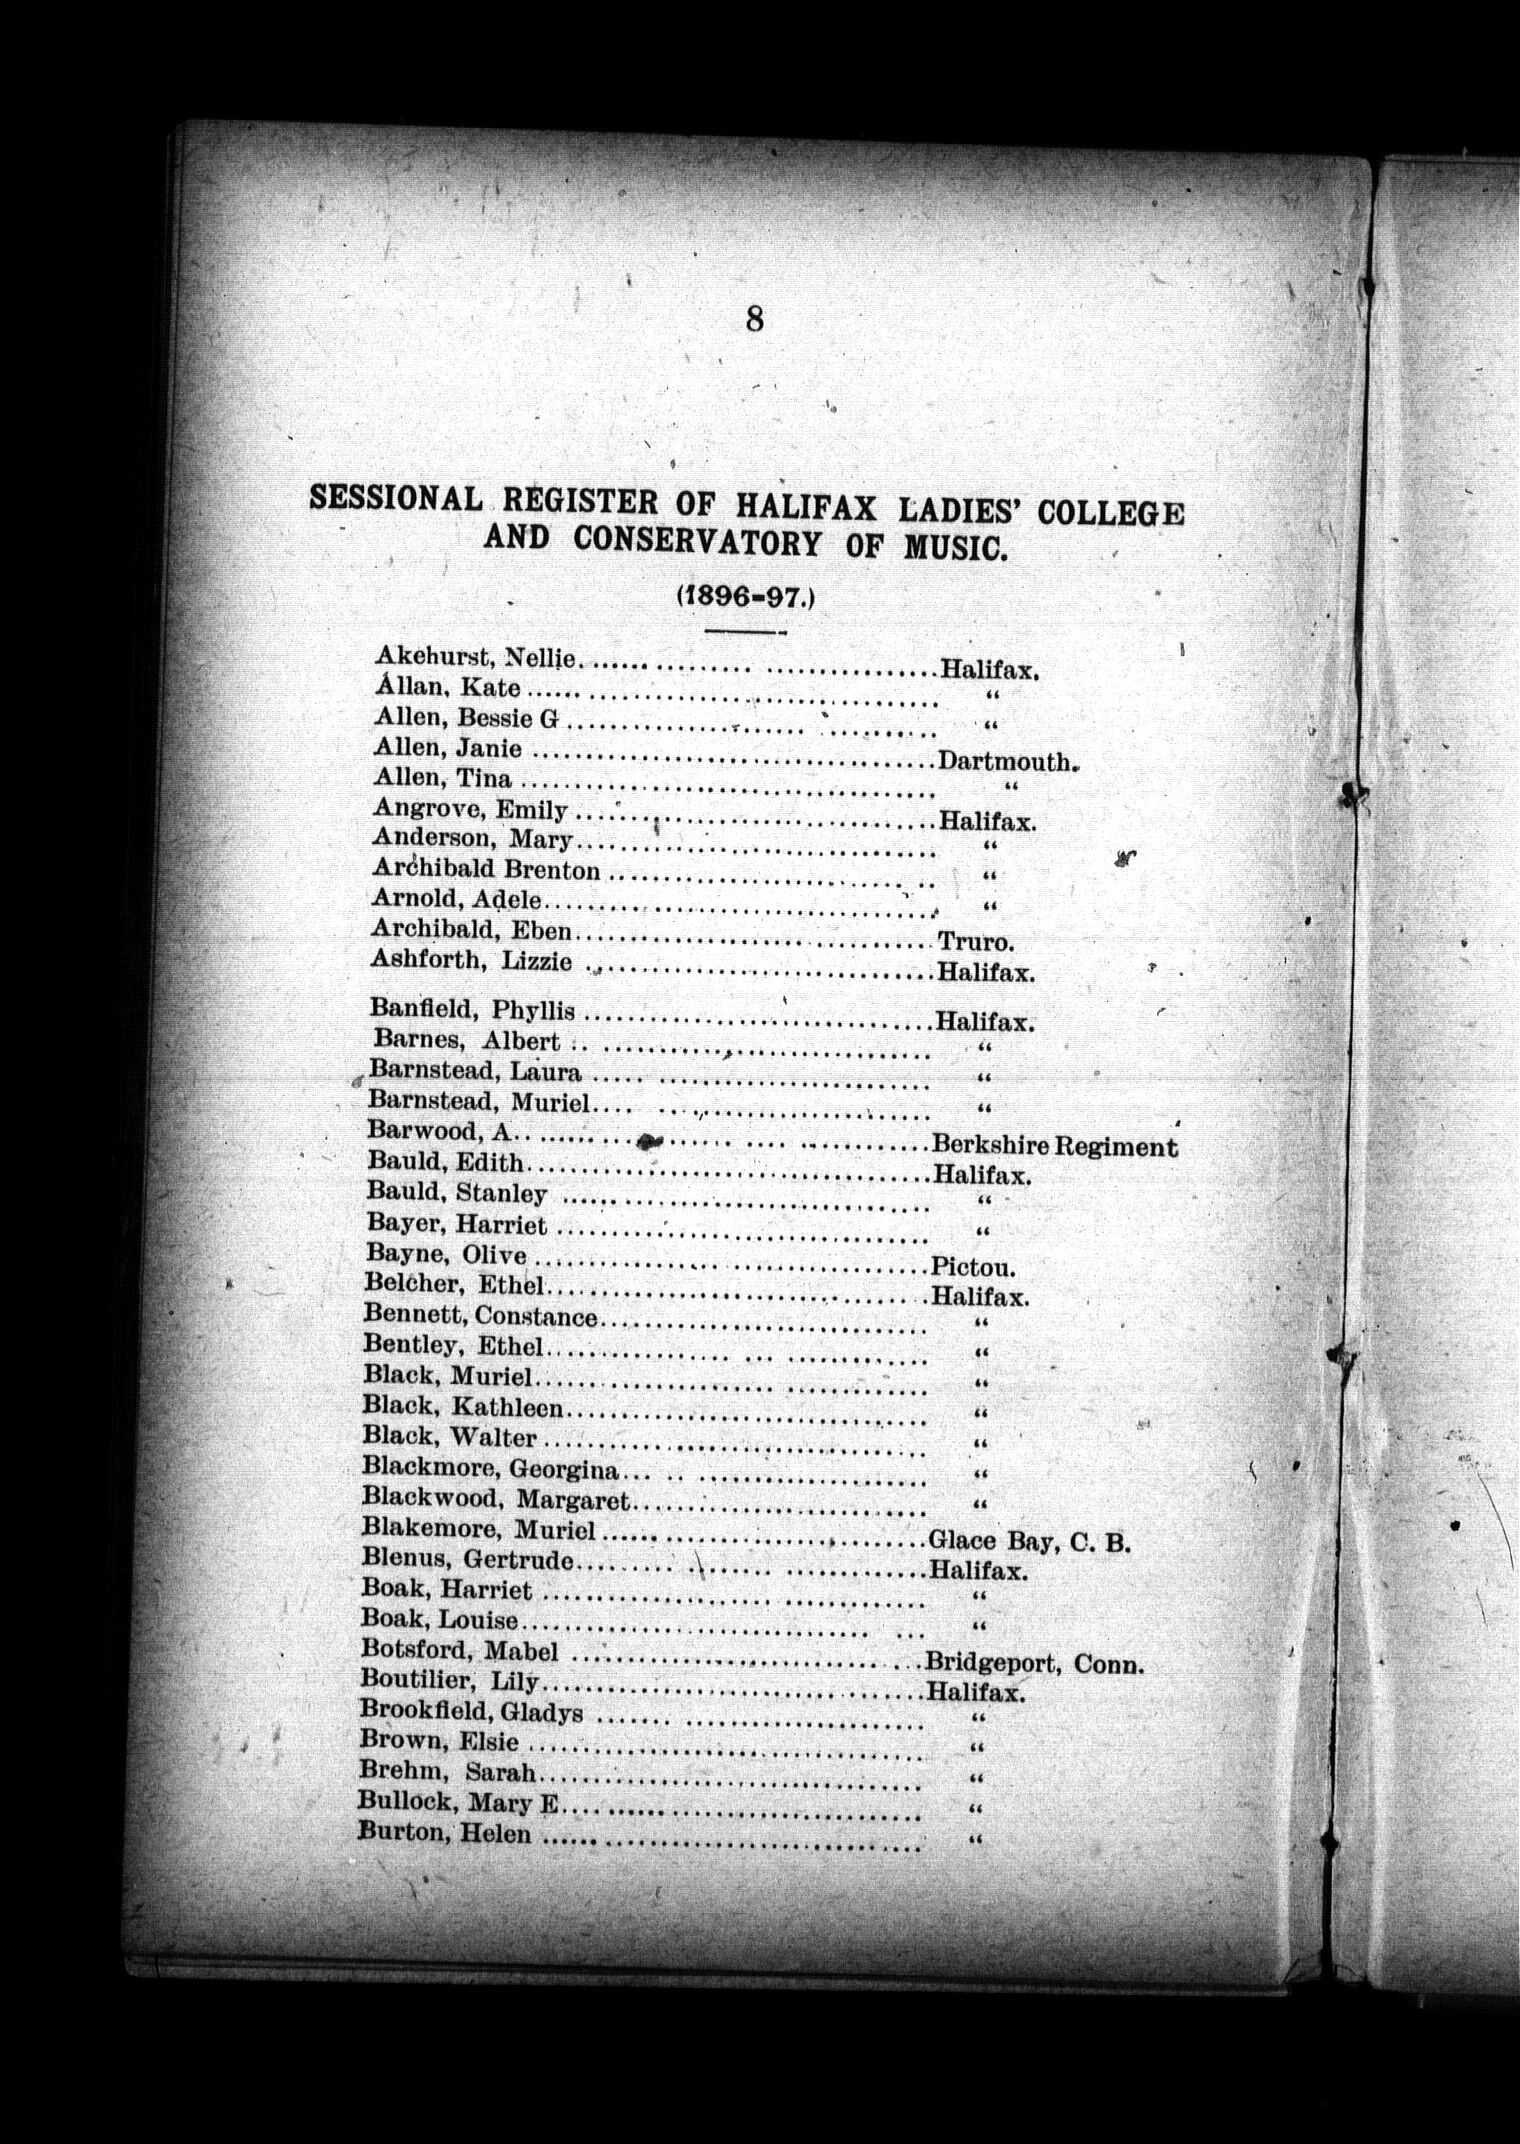 8
SESSIONAL REGISTER OF HALIFAX LADIES' COLLEGE
AND CONSERVATORY OF MUSIC.
(1896-97.)
Akehurst, Nellie....................Halifax.
Allan, Kate.................... “
Allen, Bessie G.................... “
Allen, Janie....................Dartmouth.
Allen, Tina.................... “
Angrove, Emily....................Halifax.
Anderson, Mary.................... “
Archibald Brenton.................... “
Arnold, Adele.................... “
Archibald, Eben....................Truro.
Ashforth, Lizzie....................Halifax.
Banfield, Phyllis....................Halifax.
Barnes, Albert.................... “
Barnstead, Laura.................... “
Barnstead, Muriel.................... “
Barwood, A....................Berkshire Regiment
Bauld, Edith....................Halifax.
Bauld, Stanley.................... “
Bayer, Harriet.................... “
Bayne, Olive....................Pictou.
Belcher, Ethel....................Halifax.
Bennett, Constance.................... “
Bentley, Ethel.................... “
Black, Muriel.................... “
Black, Kathleen.................... “
Black, Walter.................... “
Blackmore, Georgina.................... “
Blackwood, Margaret.................... “
Blakemore, Muriel....................Glace Bay, C. B.
Blenus, Gertrude....................Halifax.
Boak, Harriet.................... “
Boak, Louise.................... “
Botsford, Mabel....................Bridgeport, Conn.
Boutilier, Lily....................Halifax.
Brookfield, Gladys.................... “
Brown, Elsie.................... “
Brehm, Sarah.................... “
Bullock, Mary E.................... “
Burton, Helen.................... “